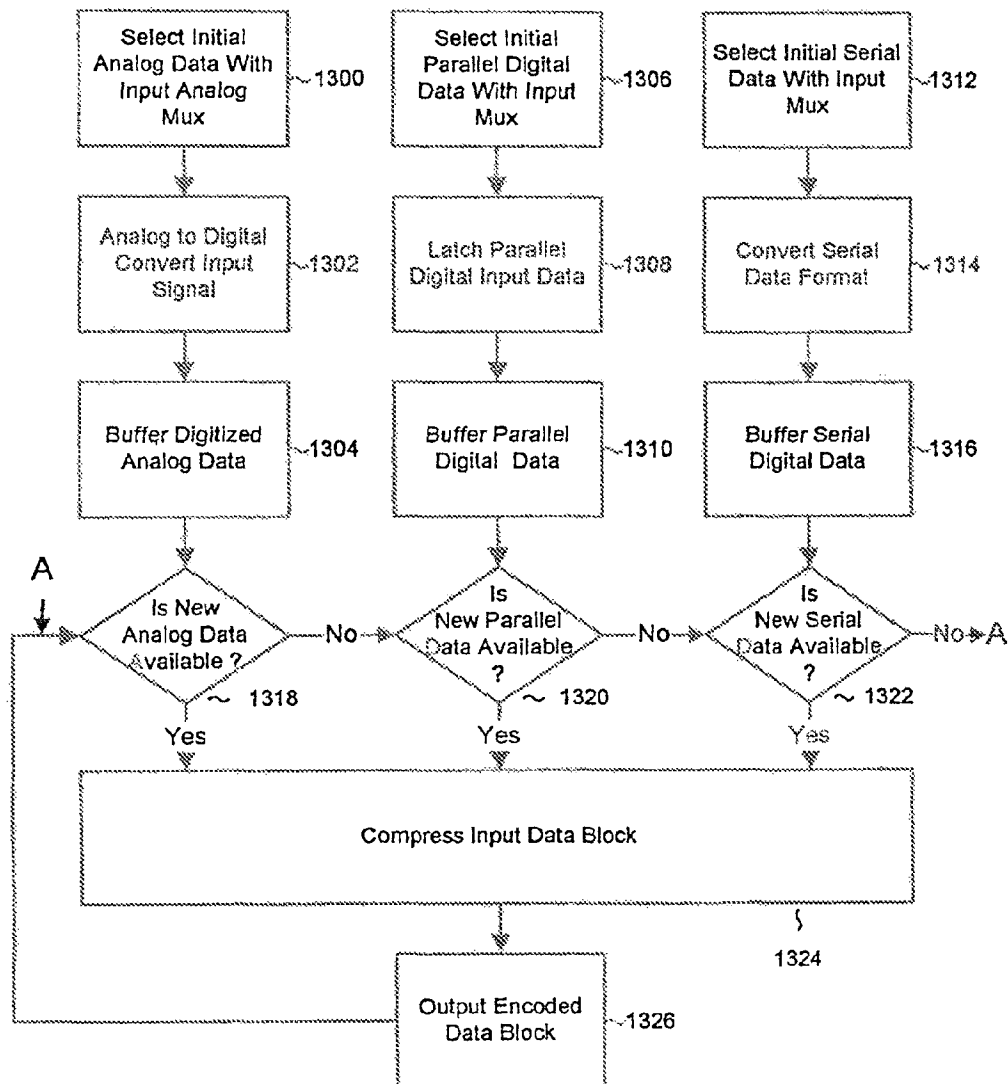 Select Initial
Analog Data With
Input Analog
Mux
1300
Select Initial
Parallel Digital
Data With Input
Mux
1306
Select Initial Serial
Data With Input
Mux
1312
Analog to Digital
Convert Input
Signal
1302
Latch Parallel
Digital Input Data
1308
Convert Serial
Data Format
1314
Buffer Digitized
Analog Data
1304
Buffer Parallel
Digital Data
1310
Buffer Serial
Digital Data
1316
A
Is New
Analog Data
Available ?
1318
No
Is
New Parallel
Data Available
?
1320
No
Is
New Serial
Data Available
?
1322
No
A
Yes
Yes
Yes
Compress Input Data Block
1324
Output Encoded
Data Block
1326